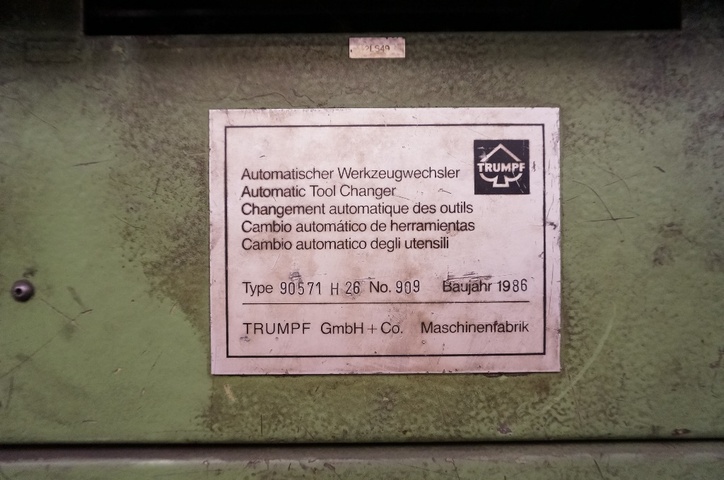 TRUMPF
Automatischer Werkzeugwechsler
Automatic Tool Changer
Changement automatique des outils
Cambio automático de herramientas
Cambio automatico degli utensili
Type 90571 H 26 No. 909 Baujahr 1986
TRUMPF GmbH + Co. Maschinenfabrik